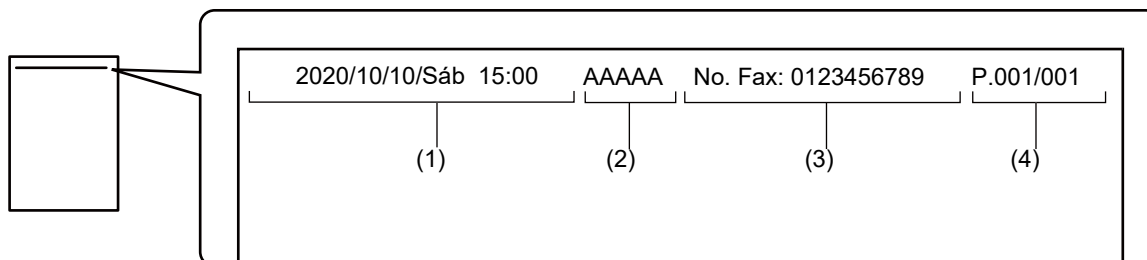 2020/10/10/Sáb 15:00 AAAAA No. Fax: 0123456789 P.001/001
(1) (2) (3) (4)